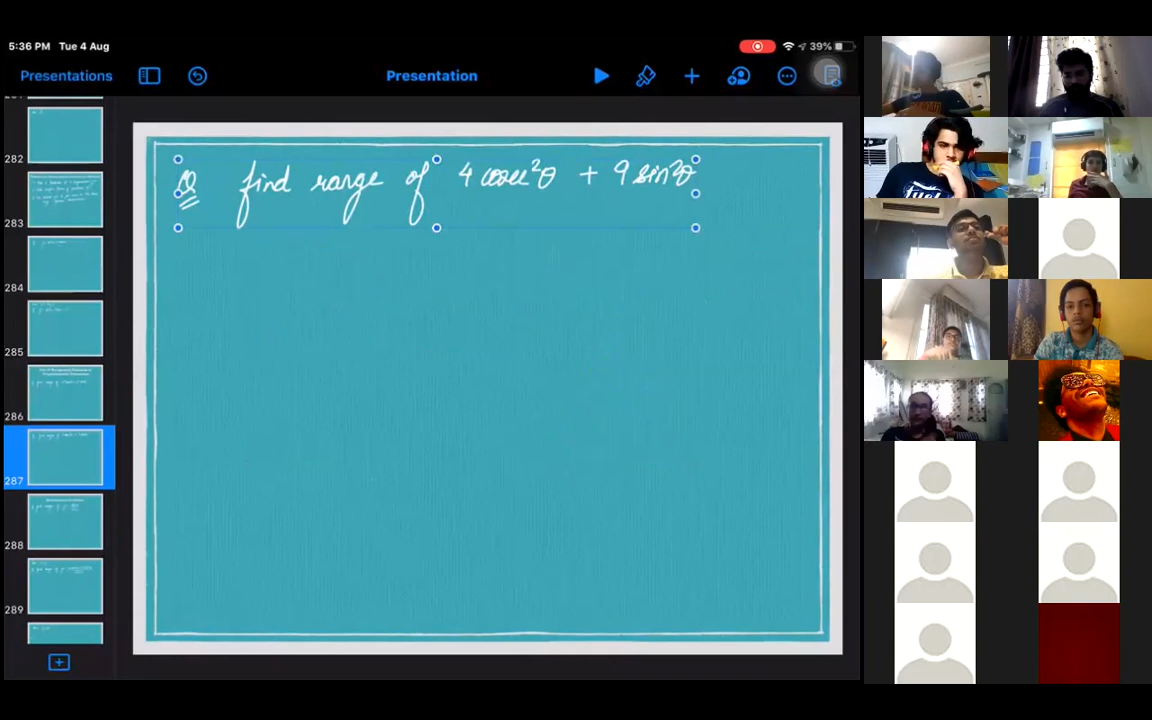 5:36 PM Tue 4 Aug
39%
Presentations
Presentation
282
283
284
285
286
287
288
289
Q find range of 4 cosec²θ + 9 sin²θ